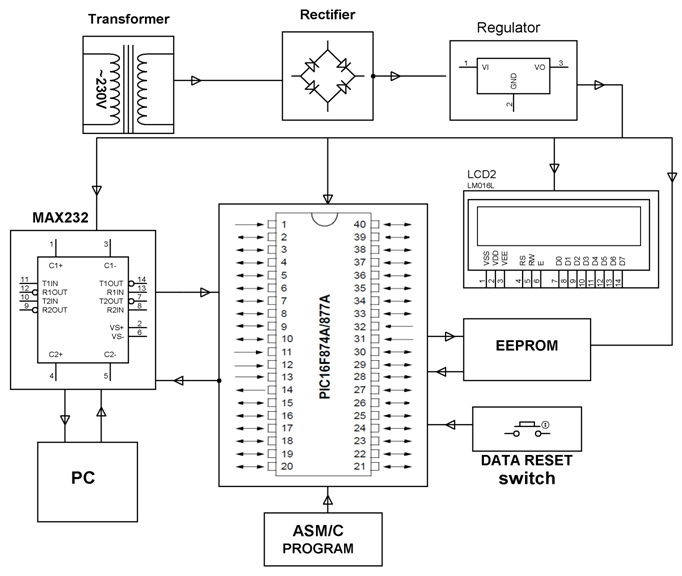 Transformer
Rectifier
Regulator
~230V
1
VI
VO
3
GND
2
LCD2
LM016L
VSS
VDD
VEE
RS
RW
E
D0
D1
D2
D3
D4
D5
D6
D7
1
2
3
4
5
6
7
8
9
10
11
12
13
14
MAX232
1
3
C1+
C1-
11
T1IN
T1OUT
14
12
R1OUT
R1IN
13
10
T2IN
T2OUT
7
9
R2OUT
R2IN
8
VS+
2
VS-
6
C2+
C2-
4
5
PIC16F874A/877A
1
40
2
39
3
38
4
37
5
36
6
35
7
34
8
33
9
32
10
31
11
30
12
29
13
28
14
27
15
26
16
25
17
24
18
23
19
22
20
21
EEPROM
DATA RESET
switch
PC
ASM/C
PROGRAM